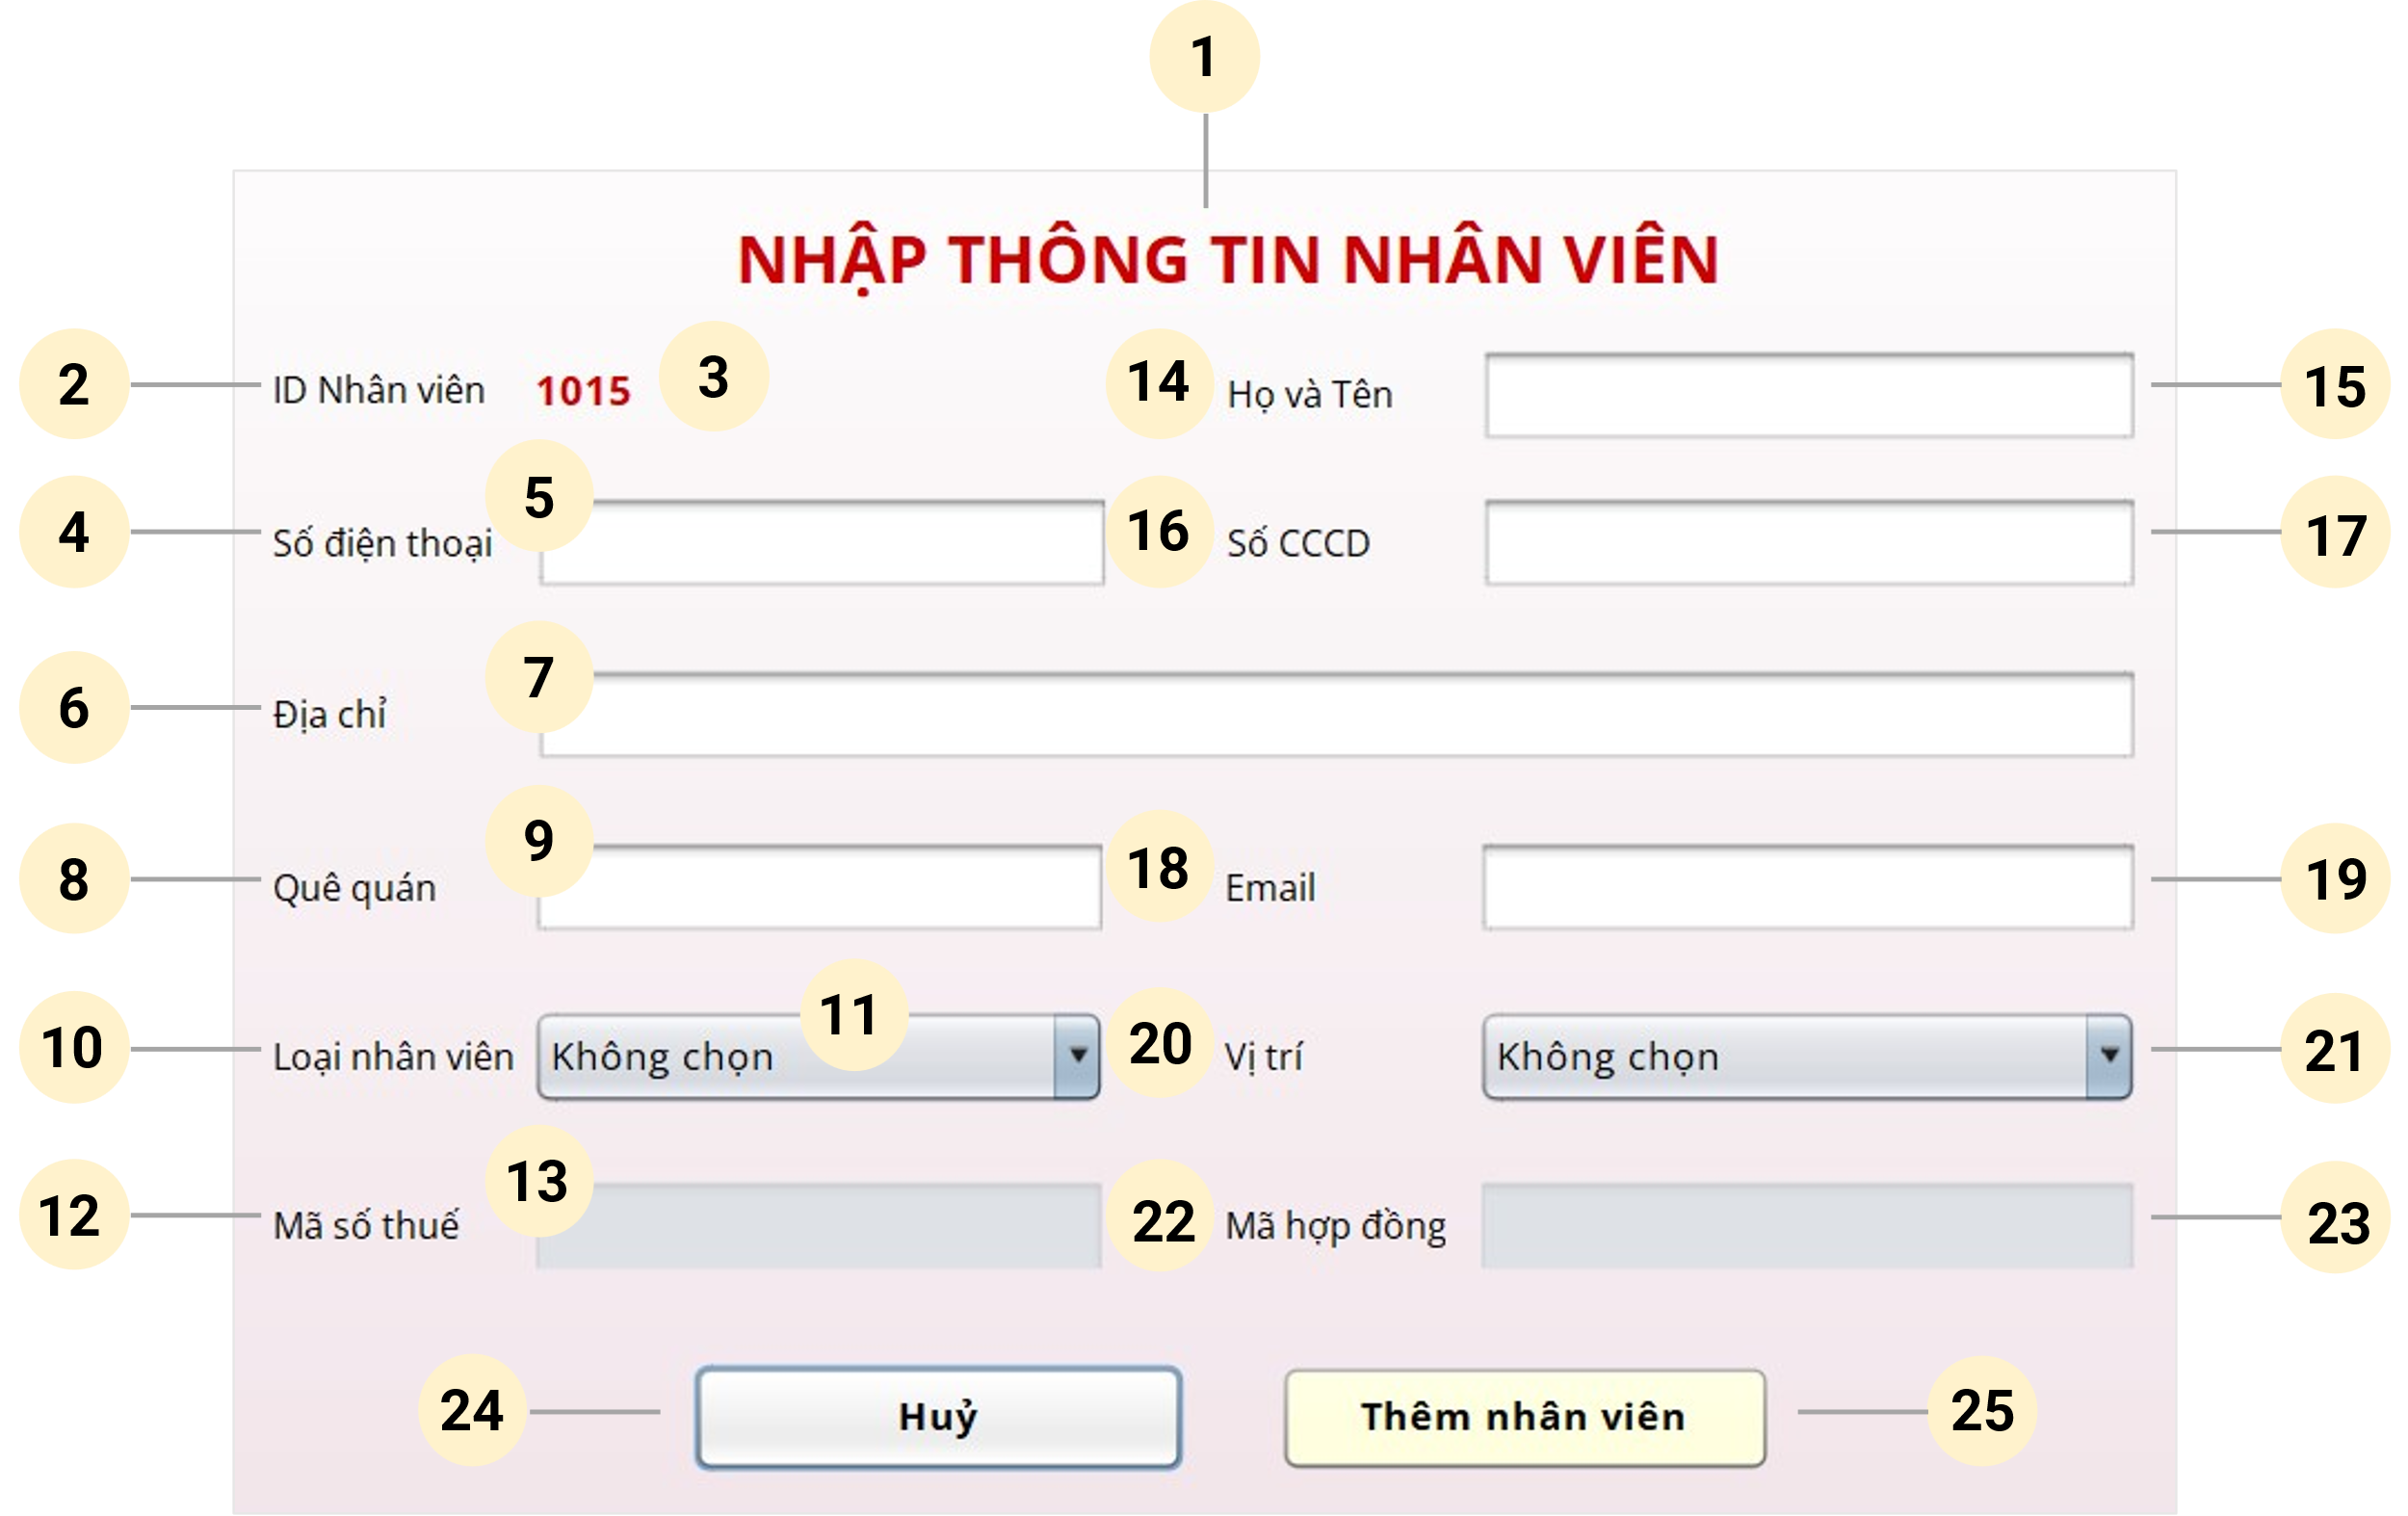 1
NHẬP THÔNG TIN NHÂN VIÊN
2 ID Nhân viên 1015 3 14 Họ và Tên 15
4 Số điện thoại 5 16 Số CCCD 17
6 Địa chỉ 7
8 Quê quán 9 18 Email 19
10 Loại nhân viên Không chọn 11 20 Vị trí Không chọn 21
12 Mã số thuế 13 22 Mã hợp đồng 23
24 Huỷ Thêm nhân viên 25